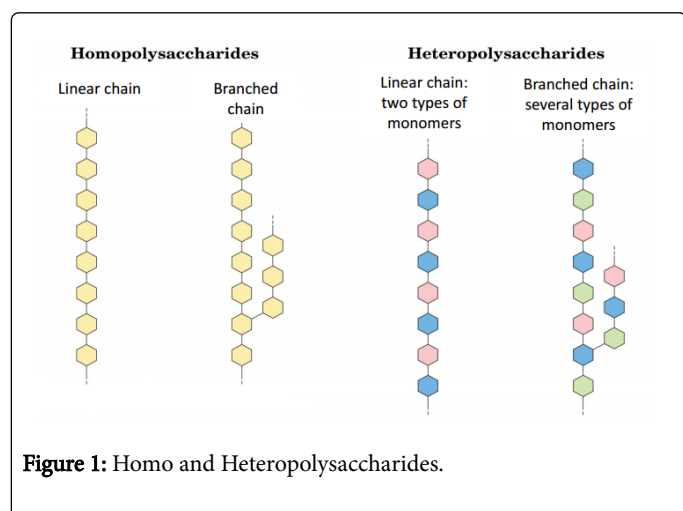 Homopolysaccharides
Linear chain
Branched
chain
Heteropolysaccharides
Linear chain:
two types of
monomers
Branched chain:
several types of
monomers
Figure 1: Homo and Heteropolysaccharides.